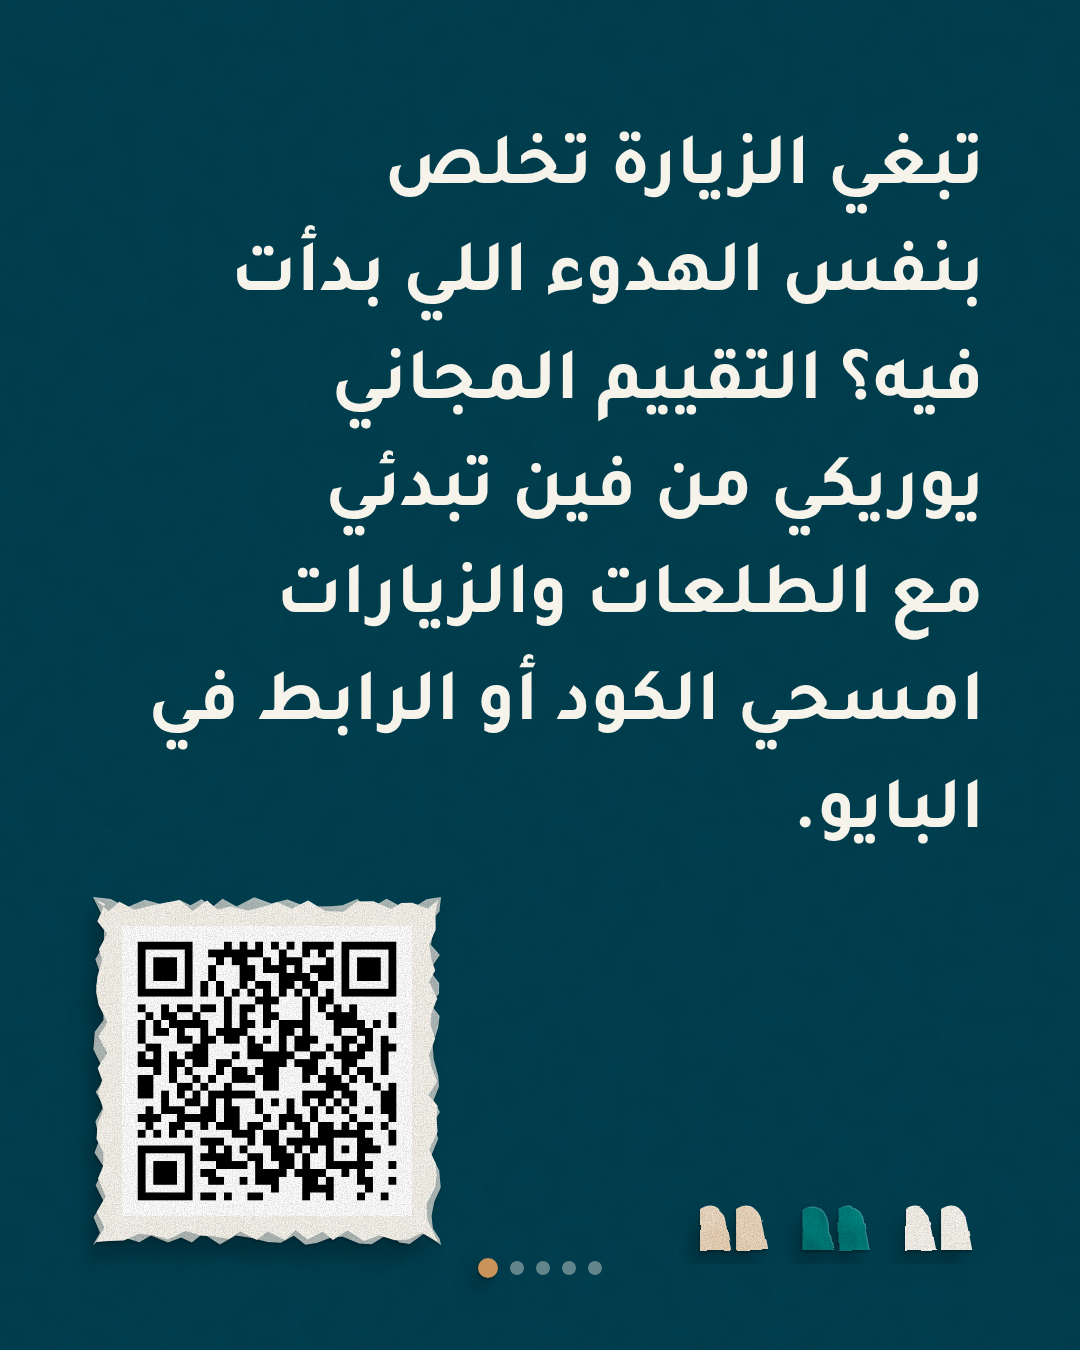 تبغي الزيارة تخلص
بنفس الهدوء اللي بدأت
فيه؟ التقييم المجاني
يوريكي من فين تبدئي
مع الطلعات والزيارات
امسحي الكود أو الرابط في
البايو.